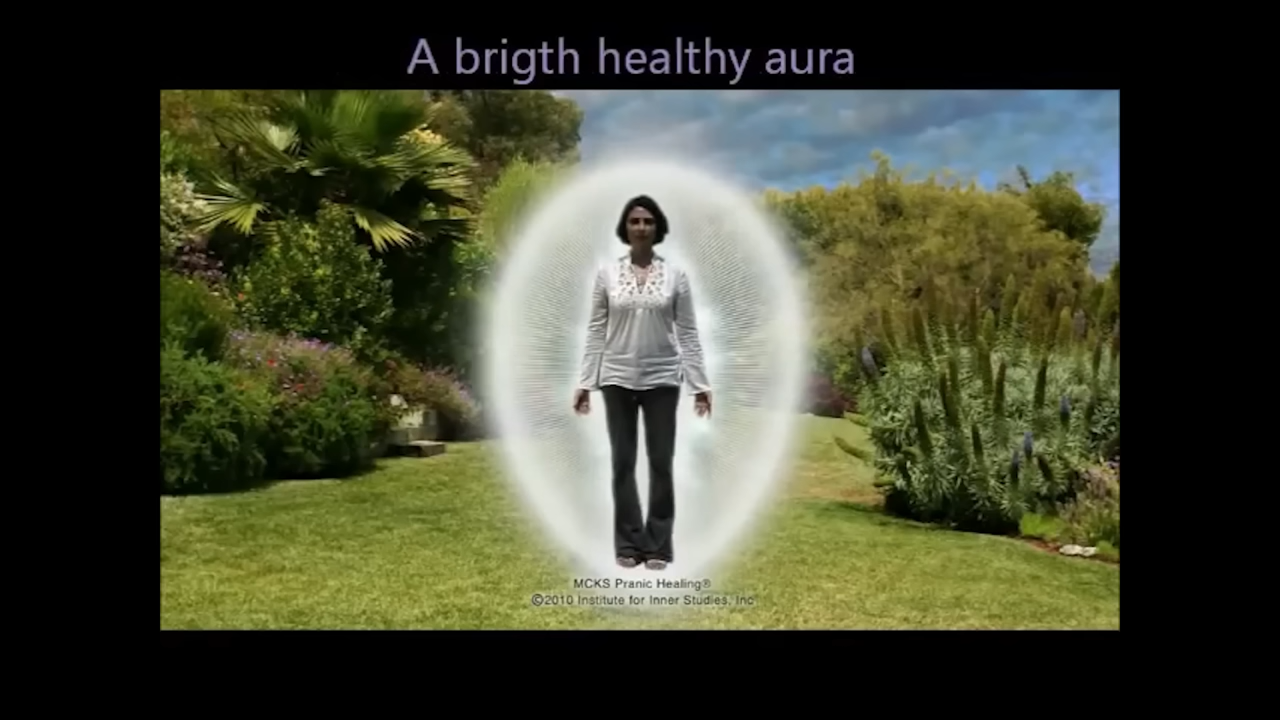 A brigth healthy aura
MCKS Pranic Healing®
©2010 Institute for Inner Studies, Inc